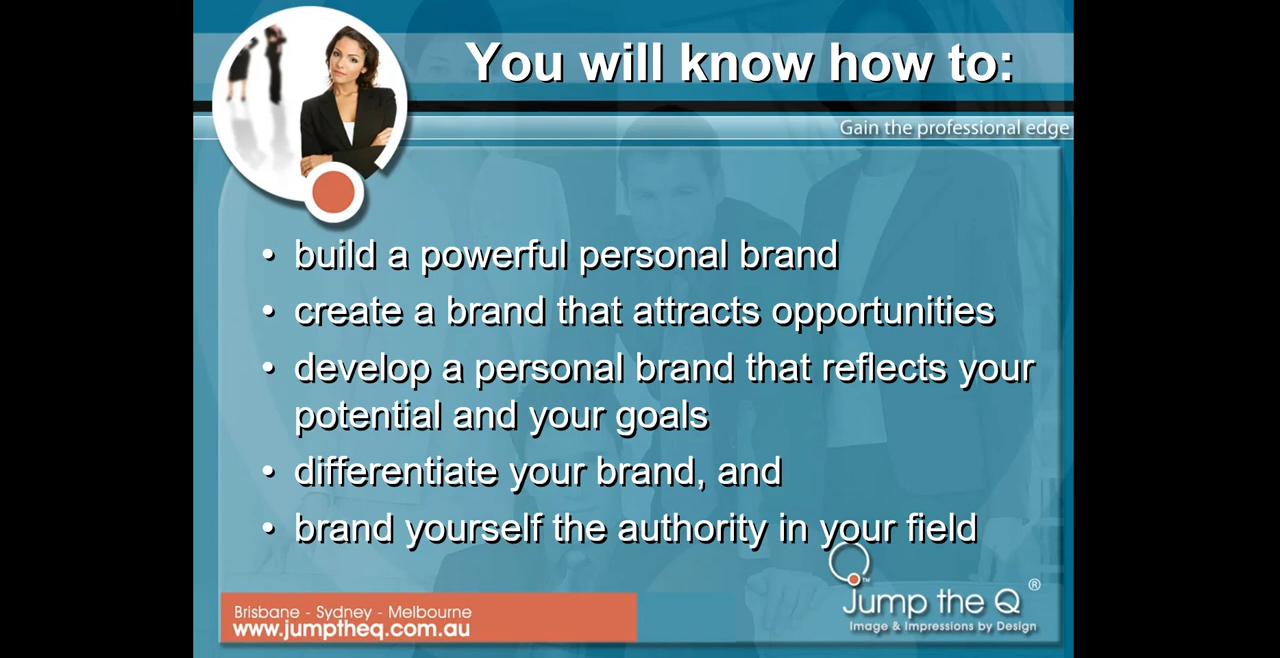 You will know how to:
Gain the professional edge
• build a powerful personal brand
• create a brand that attracts opportunities
• develop a personal brand that reflects your
potential and your goals
• differentiate your brand, and
• brand yourself the authority in your field
Brisbane - Sydney - Melbourne
www.jumptheq.com.au
™
Jump the Q ®
Image & Impressions by Design